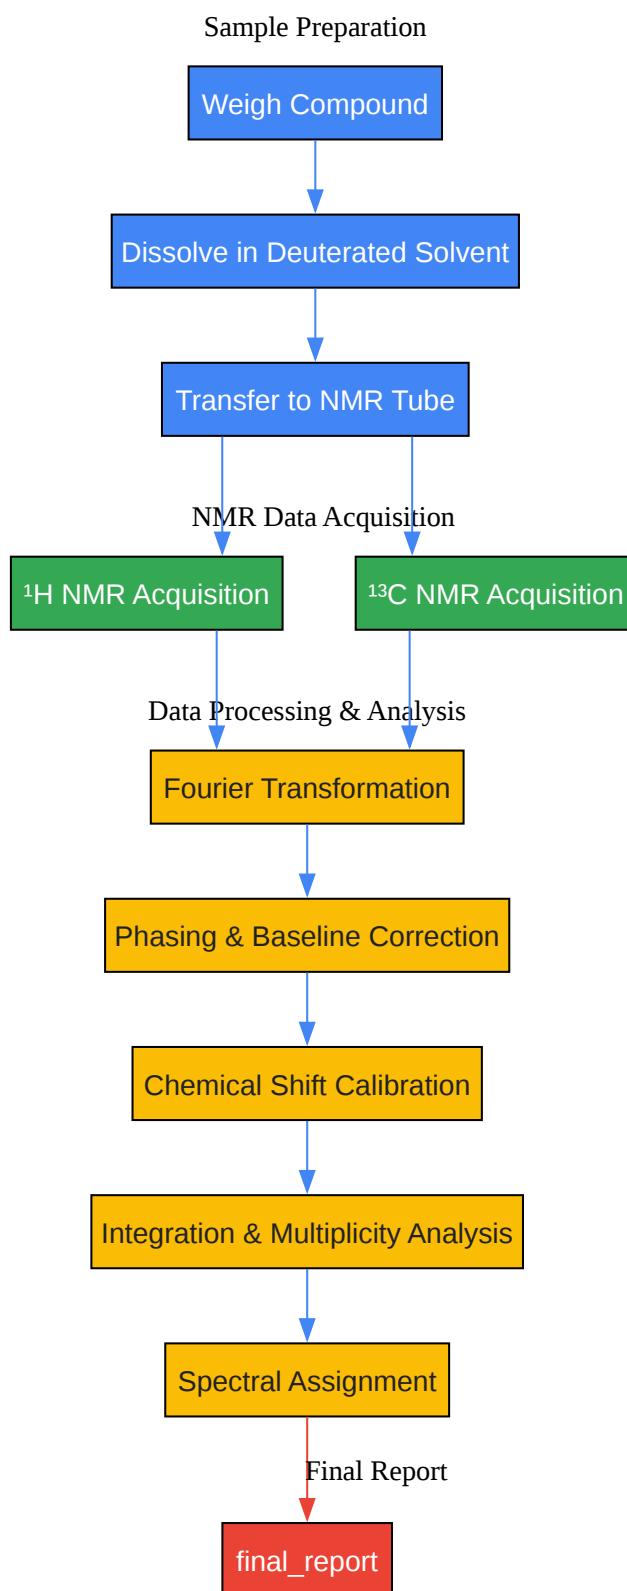 Sample Preparation
Weigh Compound
Dissolve in Deuterated Solvent
Transfer to NMR Tube
NMR Data Acquisition
¹H NMR Acquisition
¹³C NMR Acquisition
Data Processing & Analysis
Fourier Transformation
Phasing & Baseline Correction
Chemical Shift Calibration
Integration & Multiplicity Analysis
Spectral Assignment
Final Report
final_report